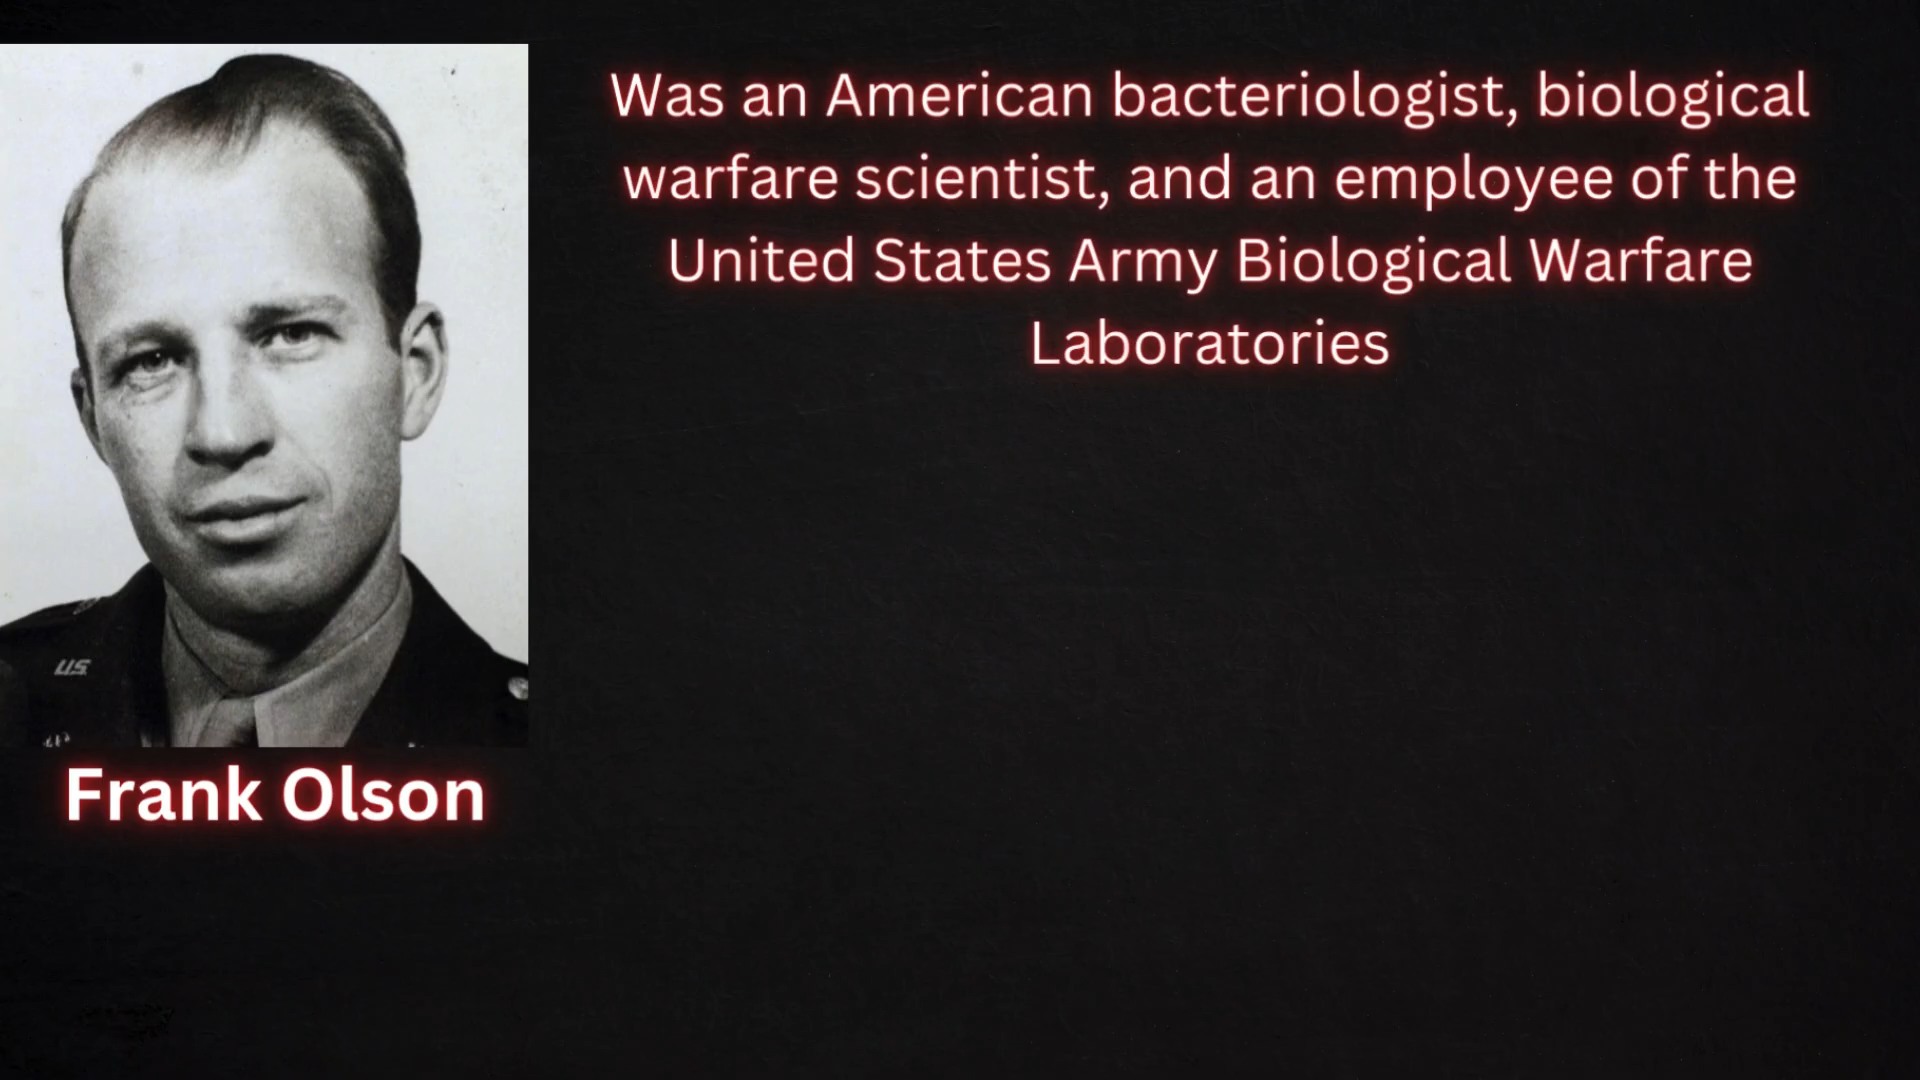 Was an American bacteriologist, biological
warfare scientist, and an employee of the
United States Army Biological Warfare
Laboratories
U.S.
Frank Olson